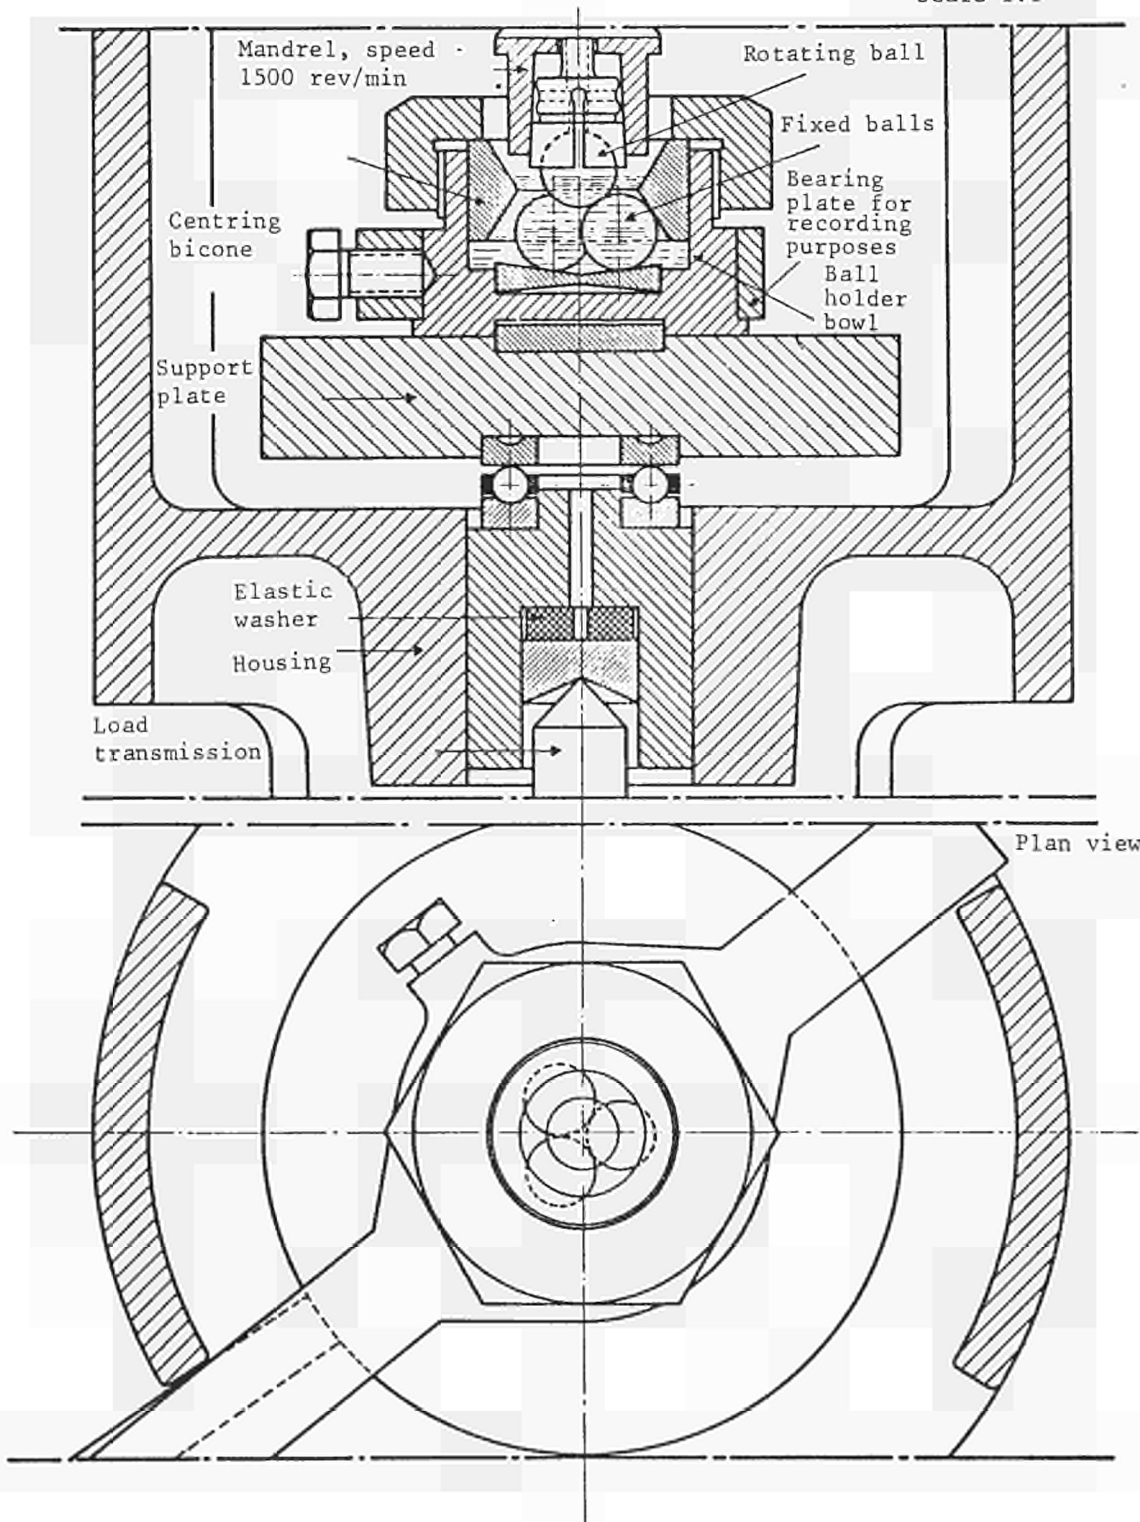 Mandrel, speed
1500 rev/min
Rotating ball
Fixed balls
Bearing
plate for
recording
purposes
Centring
bicone
Ball
holder
bowl
Support
plate
Elastic
washer
Housing
Load
transmission
Plan view